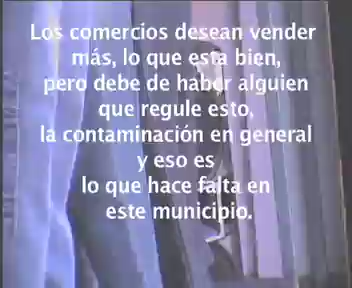 Los comercios desean vender
más, lo que esta bien,
pero debe de haber alguien
que regule esto,
la contaminación en general
y eso es
lo que hace falta en
este municipio.